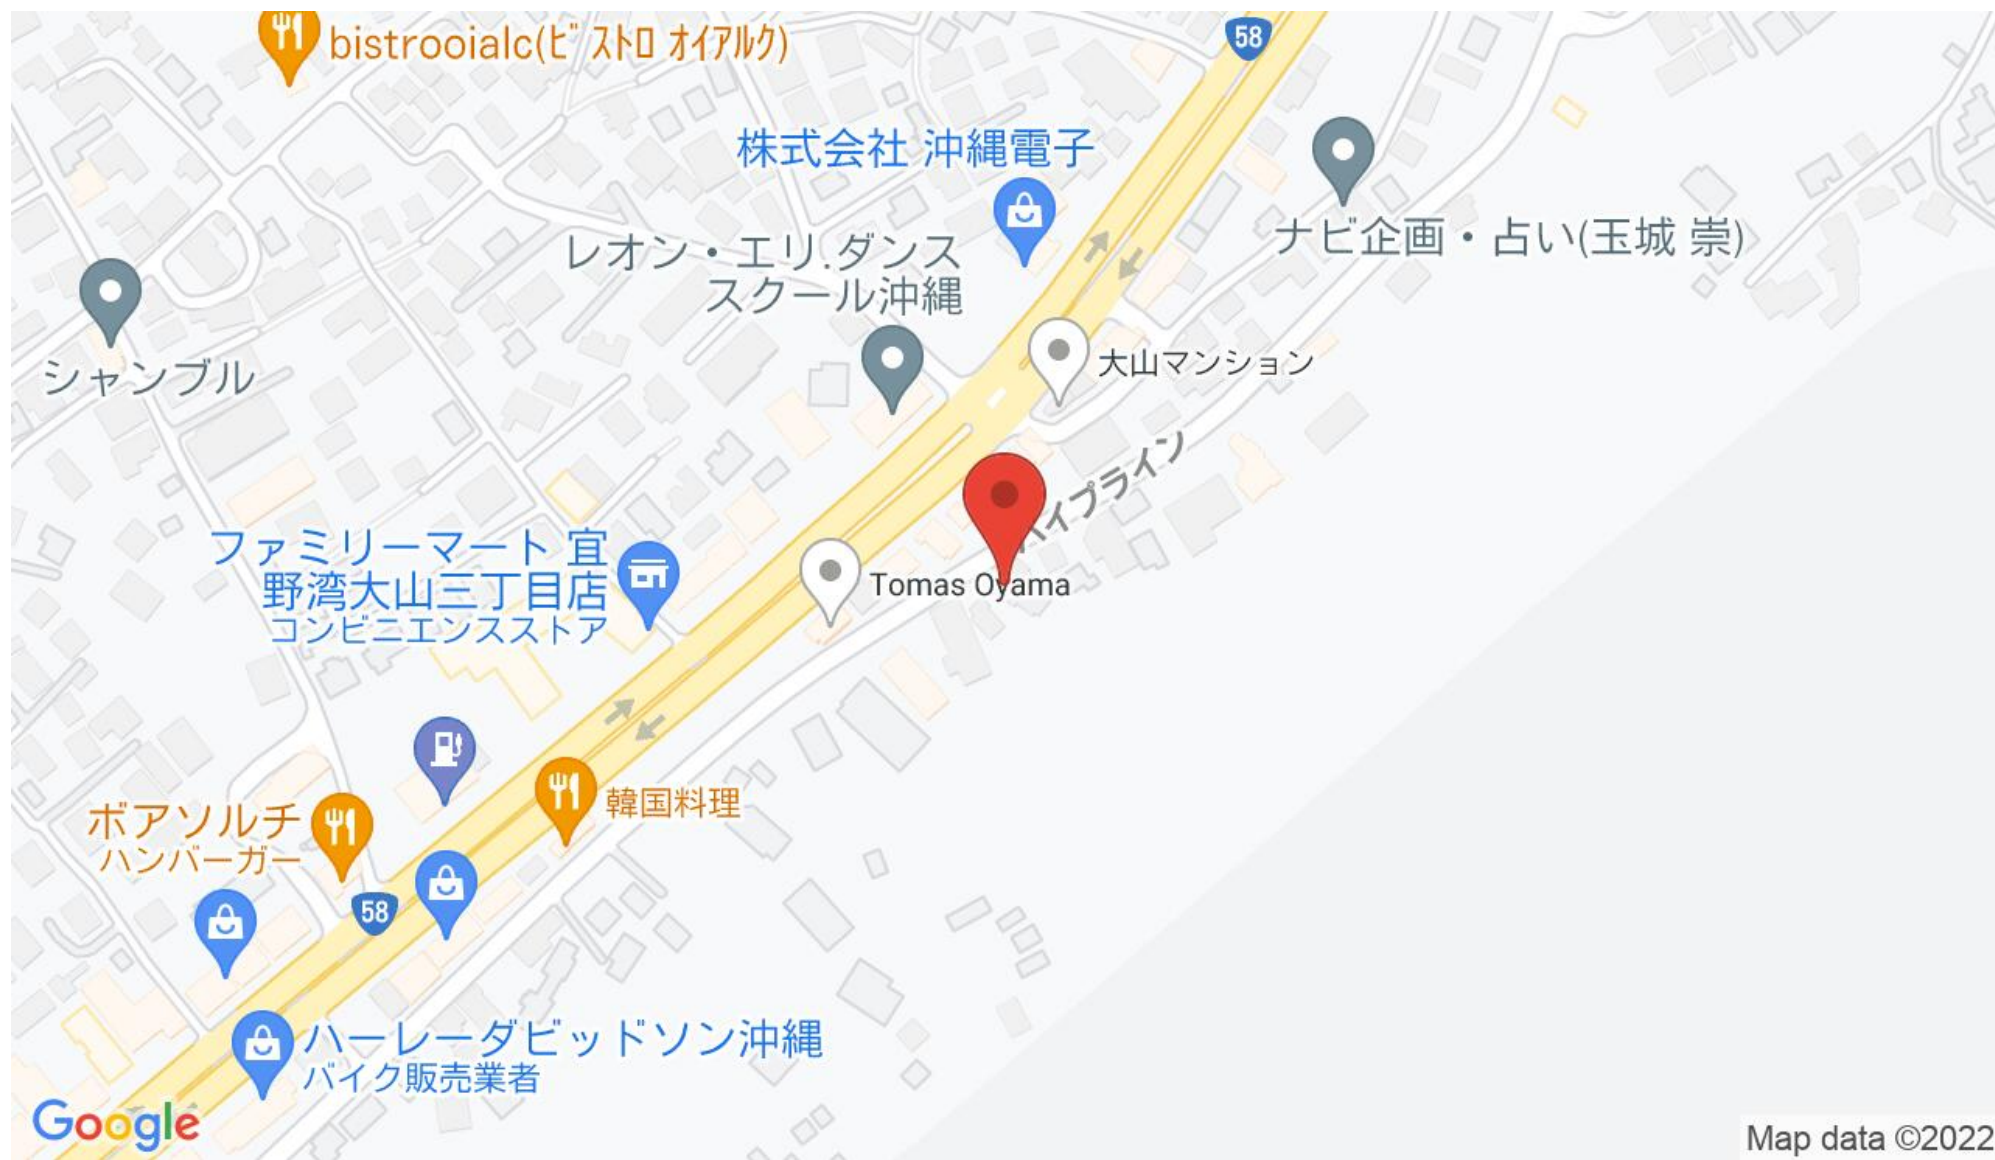 bistrooialc(ビストロ オイアルク)
58
株式会社 沖縄電子
レオン・エリ.ダンス
スクール沖縄
ナビ企画・占い(玉城 崇)
シャンブル
大山マンション
パイプライン
ファミリーマート 宜
野湾大山三丁目店
コンビニエンスストア
Tomas Oyama
韓国料理
ボアソルチ
ハンバーガー
58
ハーレーダビッドソン沖縄
バイク販売業者
Google
Map data ©2022